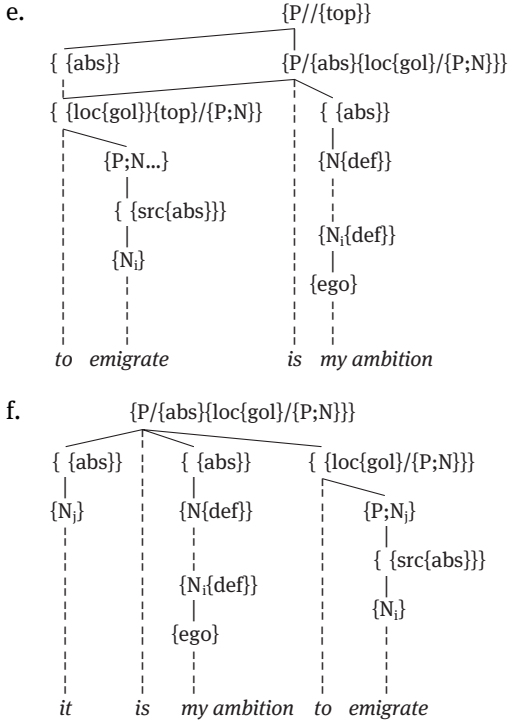 e.
{P//{top}}
{ {abs}} {P/{abs}{loc{gol}/{P;N}}}
{ {loc{gol}}{top}/{P;N}} { {abs}}
{P;N...} {N{def}}
{ {src{abs}}}
{Nᵢ{def}}
{Nᵢ}
{ego}
to emigrate is my ambition
f.
{P/{abs}{loc{gol}/{P;N}}}
{ {abs}} { {abs}} { {loc{gol}/{P;N}}}
{Nⱼ} {N{def}} {P;Nⱼ}
{ {src{abs}}}
{Nᵢ{def}}
{Nᵢ}
{ego}
it is my ambition to emigrate